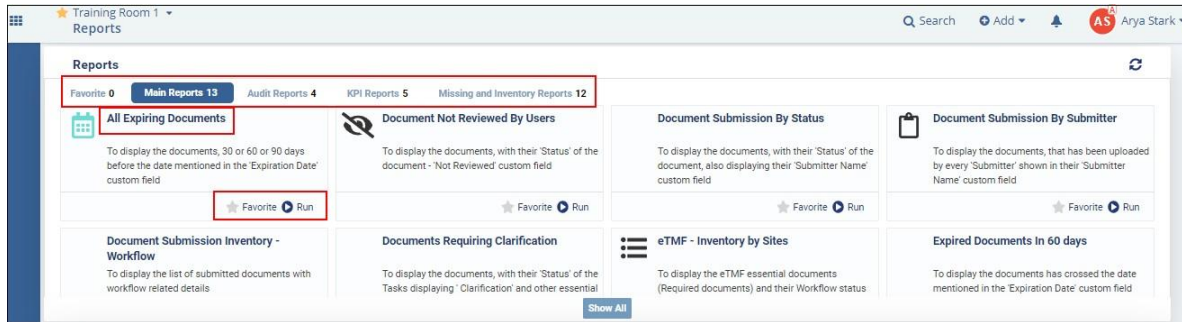 Training Room 1
Reports
Search
Add
A
AS
Arya Stark
Reports
Favorite 0
Main Reports 13
Audit Reports 4
KPI Reports 5
Missing and Inventory Reports 12
All Expiring Documents
To display the documents, 30 or 60 or 90 days
before the date mentioned in the 'Expiration Date'
custom field
Favorite Run
Document Not Reviewed By Users
To display the documents, with their 'Status' of the
document - 'Not Reviewed' custom field
Favorite Run
Document Submission By Status
To display the documents, with their 'Status' of the
document, also displaying their 'Submitter Name'
custom field
Favorite Run
Document Submission By Submitter
To display the documents, that has been uploaded
by every 'Submitter' shown in their 'Submitter
Name' custom field
Favorite Run
Document Submission Inventory -
Workflow
To display the list of submitted documents with
workflow related details
Documents Requiring Clarification
To display the documents, with their 'Status' of the
Tasks displaying ' Clarification' and other essential
eTMF - Inventory by Sites
To display the eTMF essential documents
(Required documents) and their Workflow status
Expired Documents In 60 days
To display the documents has crossed the date
mentioned in the 'Expiration Date' custom field
Show All